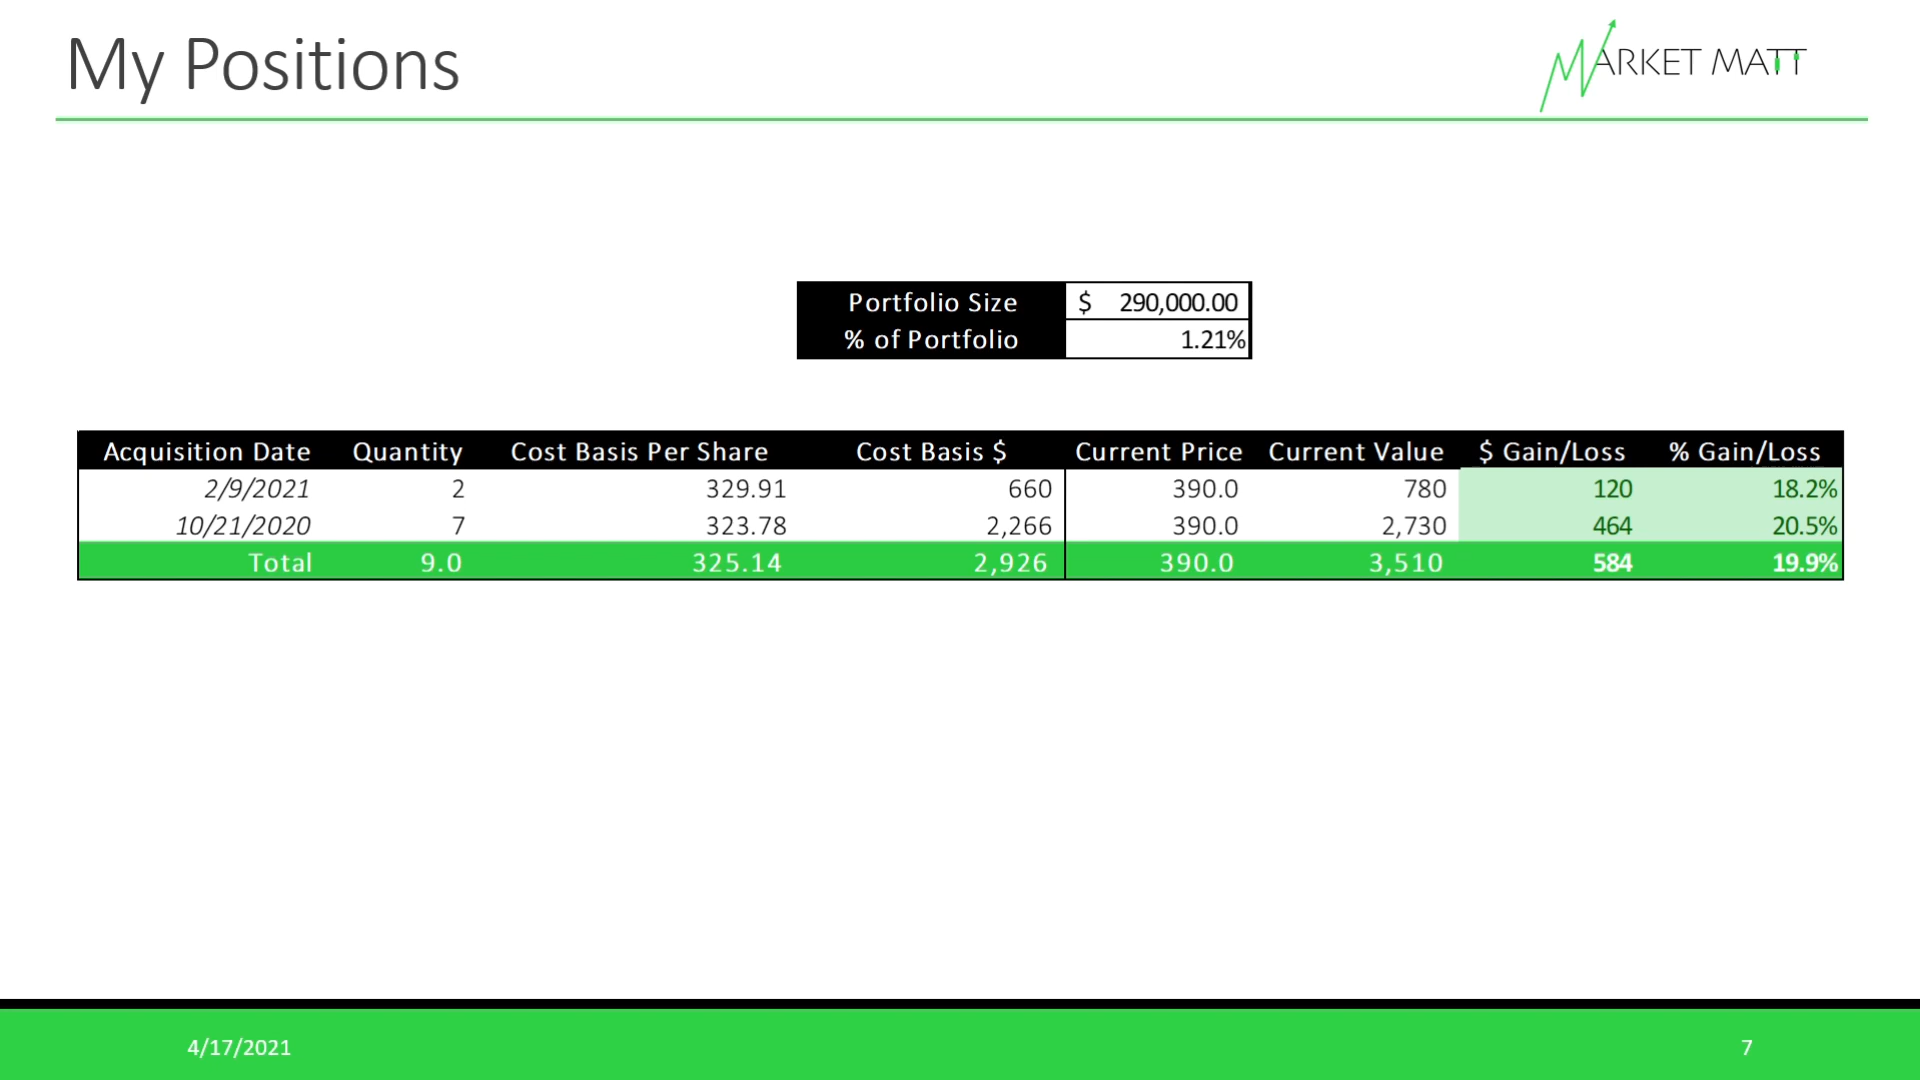 My Positions
MARKET MATT
Portfolio Size $ 290,000.00
% of Portfolio 1.21%
Acquisition Date Quantity Cost Basis Per Share Cost Basis $ Current Price Current Value $ Gain/Loss % Gain/Loss
2/9/2021 2 329.91 660 390.0 780 120 18.2%
10/21/2020 7 323.78 2,266 390.0 2,730 464 20.5%
Total 9.0 325.14 2,926 390.0 3,510 584 19.9%
4/17/2021 7